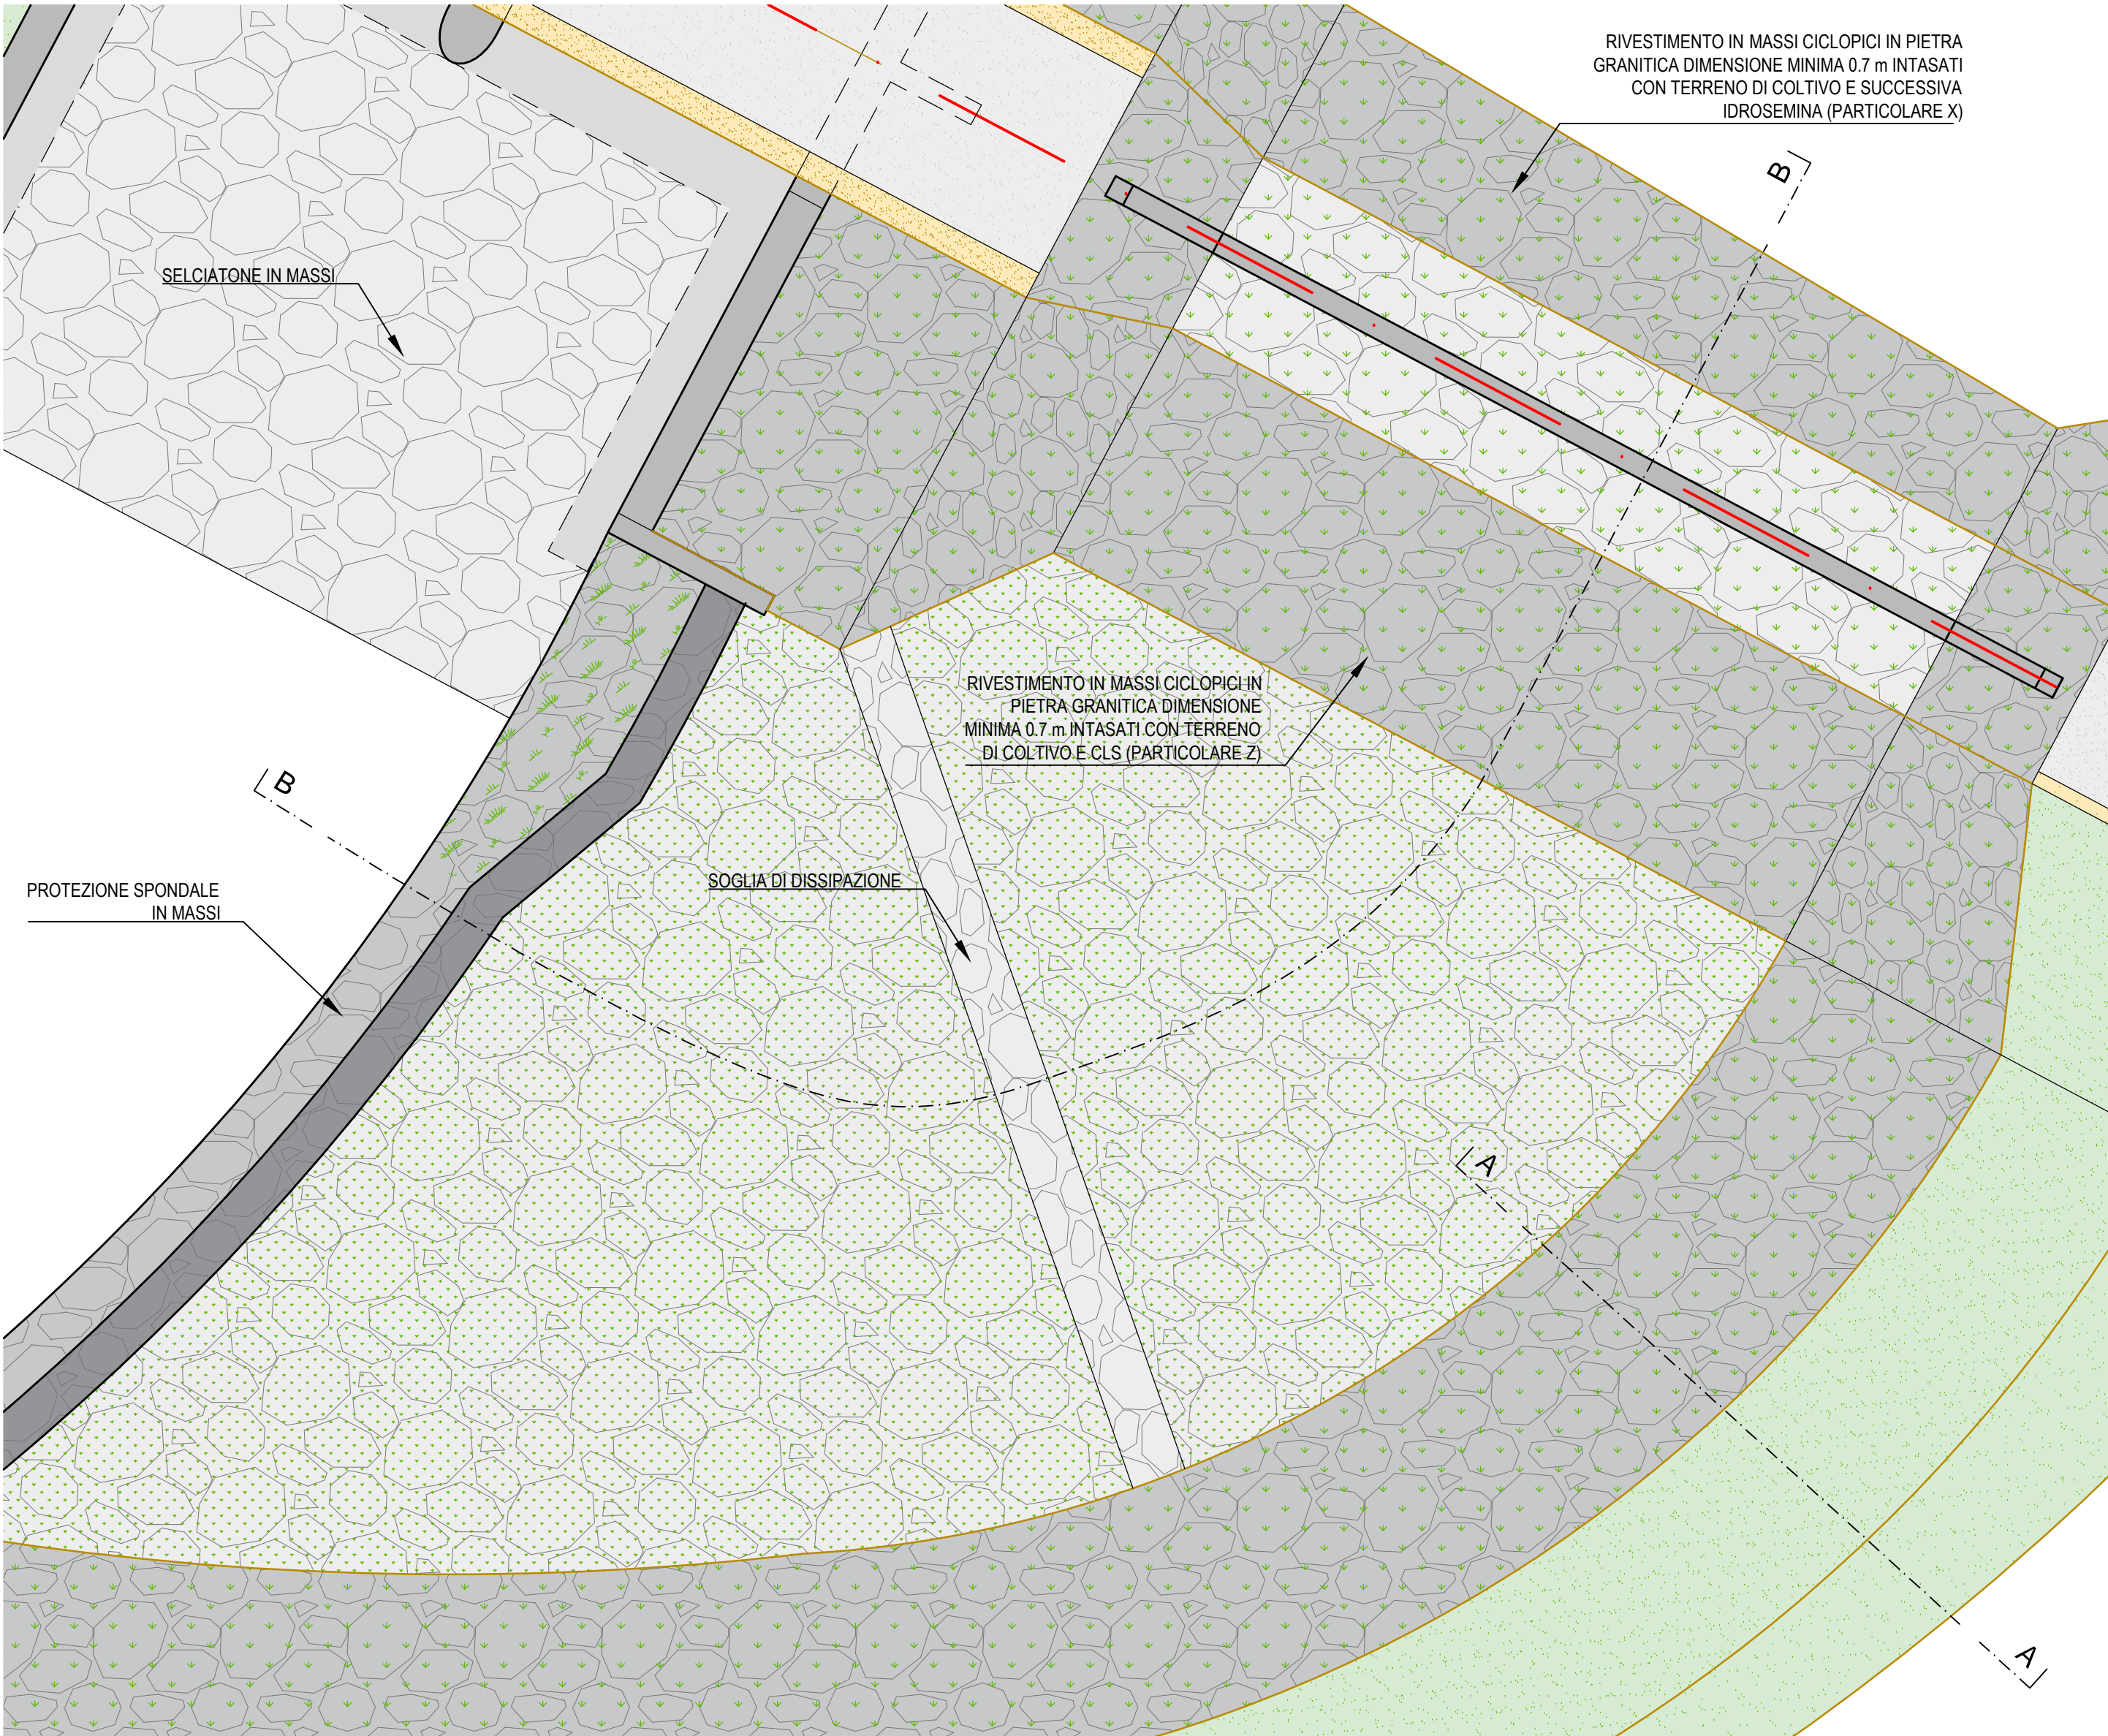 RIVESTIMENTO IN MASSI CICLOPICI IN PIETRA
GRANITICA DIMENSIONE MINIMA 0.7 m INTASATI
CON TERRENO DI COLTIVO E SUCCESSIVA
IDROSEMINA (PARTICOLARE X)
B
SELCIATONE IN MASSI
RIVESTIMENTO IN MASSI CICLOPICI IN
PIETRA GRANITICA DIMENSIONE
MINIMA 0.7 m INTASATI CON TERRENO
DI COLTIVO E CLS (PARTICOLARE Z)
B
SOGLIA DI DISSIPAZIONE
PROTEZIONE SPONDALE
IN MASSI
A
A